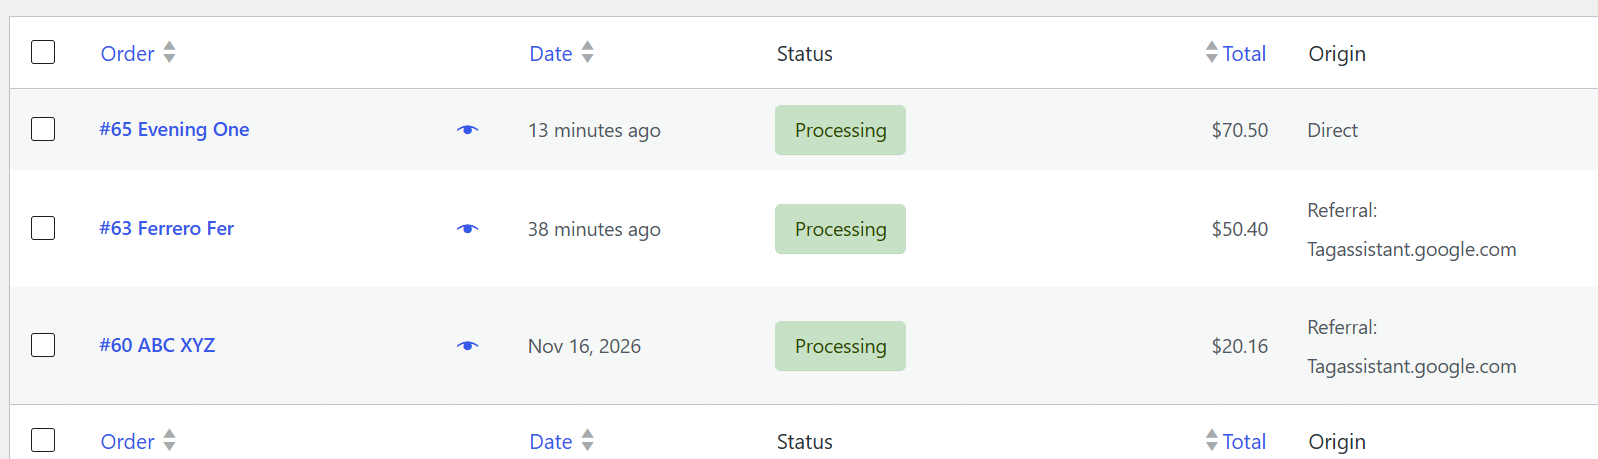 Order Date Status Total Origin
#65 Evening One 13 minutes ago Processing $70.50 Direct
#63 Ferrero Fer 38 minutes ago Processing $50.40 Referral:
Tagassistant.google.com
#60 ABC XYZ Nov 16, 2026 Processing $20.16 Referral:
Tagassistant.google.com
Order Date Status Total Origin